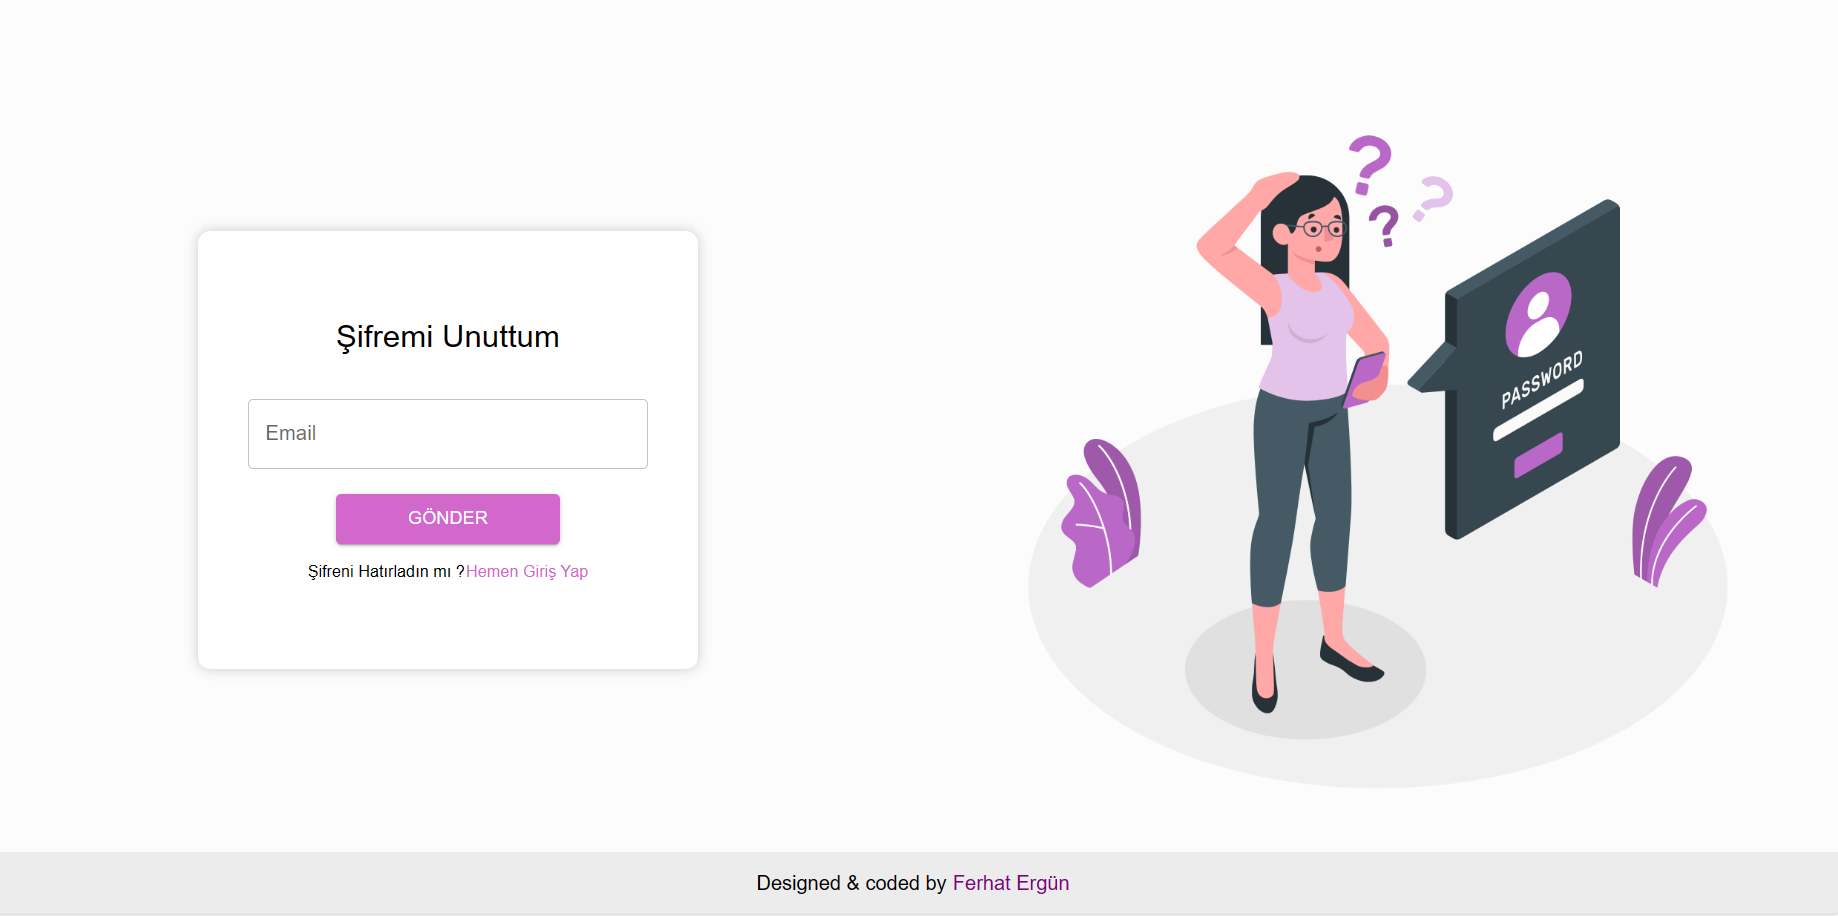 Şifremi Unuttum
Email
GÖNDER
Şifreni Hatırladın mı ?Hemen Giriş Yap
? ? ?
PASSWORD
Designed & coded by Ferhat Ergün